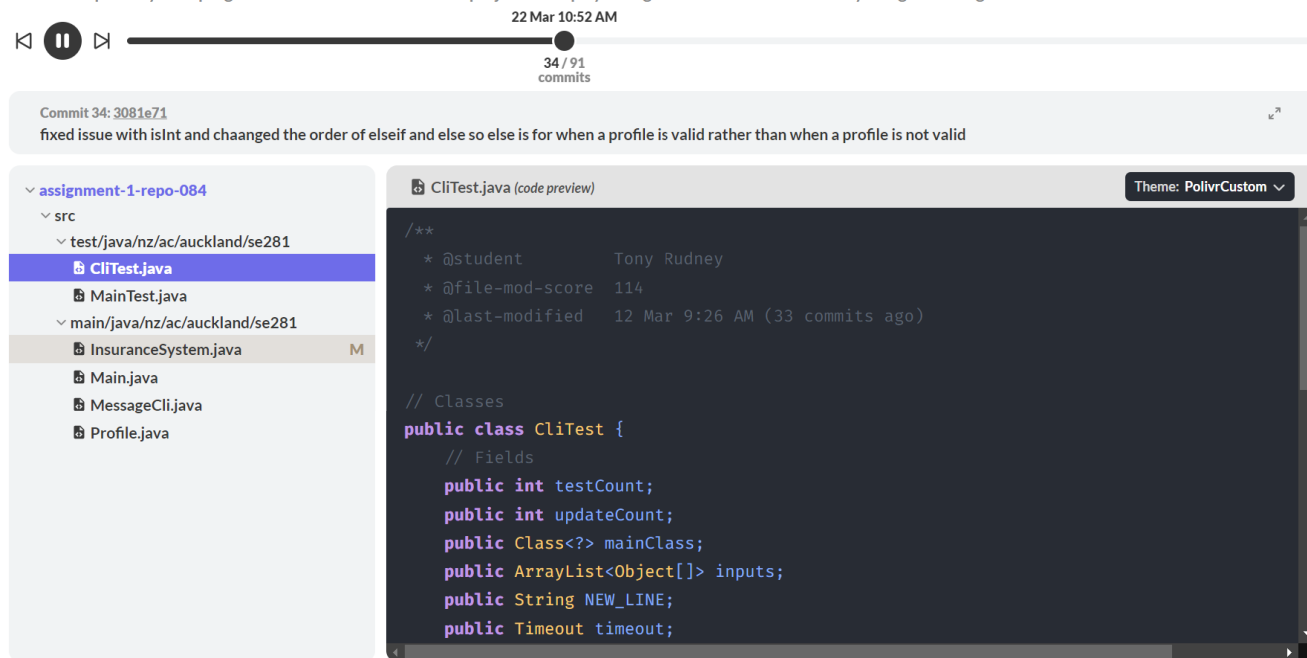 22 Mar 10:52 AM
34 / 91
commits
Commit 34: 3081e71
fixed issue with isInt and chaanged the order of elseif and else so else is for when a profile is valid rather than when a profile is not valid
assignment-1-repo-084
src
test/java/nz/ac/auckland/se281
CliTest.java
MainTest.java
main/java/nz/ac/auckland/se281
InsuranceSystem.java M
Main.java
MessageCli.java
Profile.java
CliTest.java (code preview)
Theme: PolivrCustom
/**
* @student Tony Rudney
* @file-mod-score 114
* @last-modified 12 Mar 9:26 AM (33 commits ago)
*/
// Classes
public class CliTest {
// Fields
public int testCount;
public int updateCount;
public Class<?> mainClass;
public ArrayList<Object[]> inputs;
public String NEW_LINE;
public Timeout timeout;